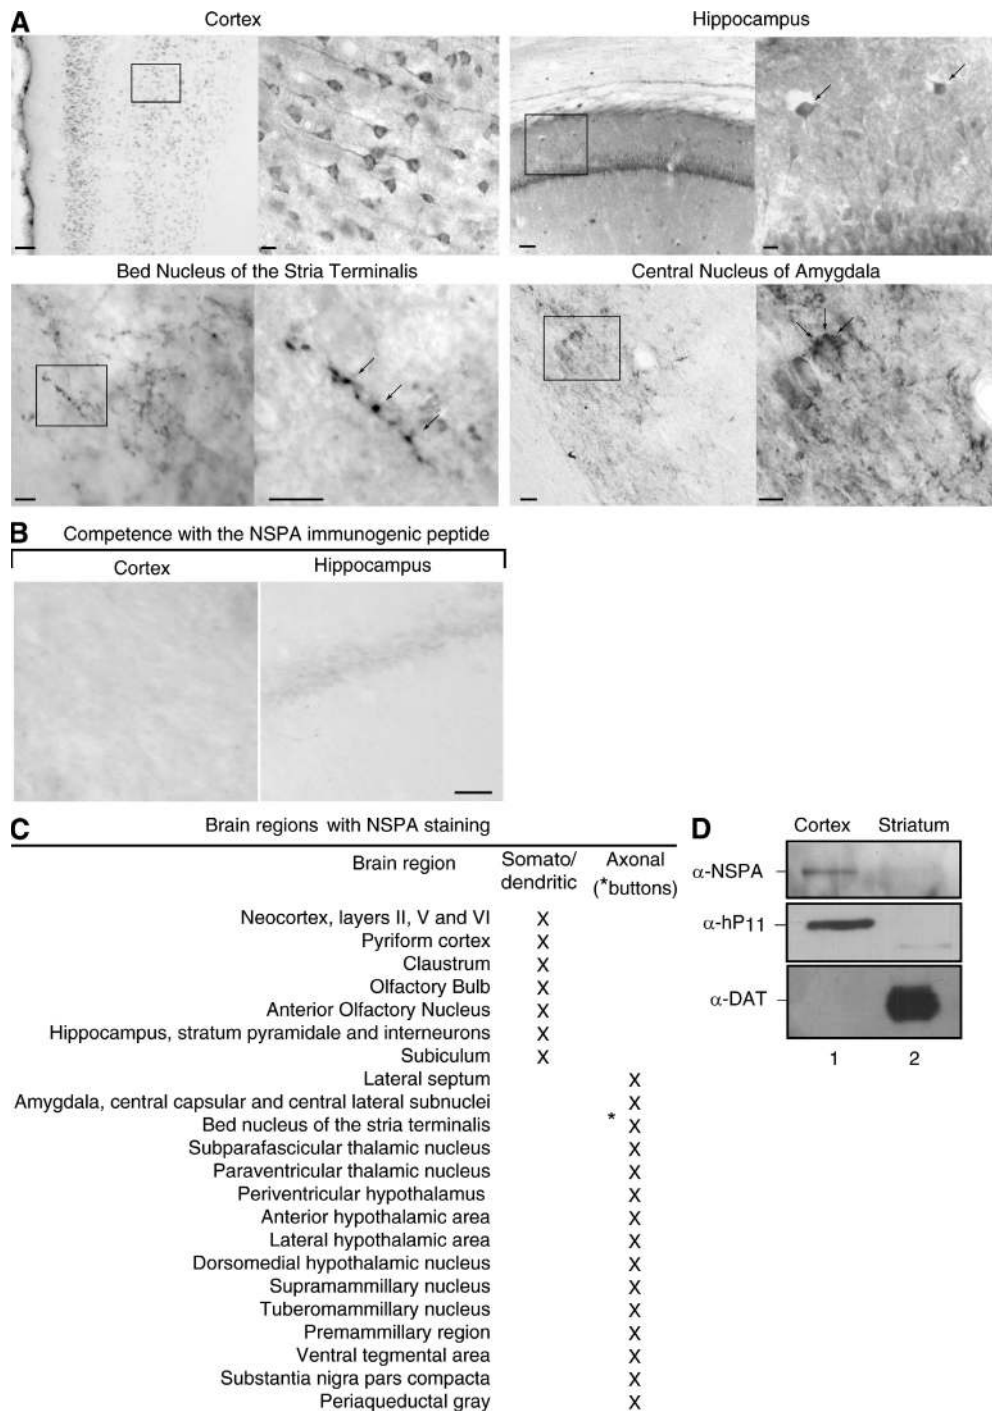 A
Cortex
Hippocampus
Bed Nucleus of the Stria Terminalis
Central Nucleus of Amygdala
B
Competence with the NSPA immunogenic peptide
Cortex
Hippocampus
C
Brain regions with NSPA staining
Brain region
Somato/
dendritic
Axonal
(*buttons)
Neocortex, layers II, V and VI X
Pyriform cortex X
Claustrum X
Olfactory Bulb X
Anterior Olfactory Nucleus X
Hippocampus, stratum pyramidale and interneurons X
Subiculum X
Lateral septum X
Amygdala, central capsular and central lateral subnuclei X
Bed nucleus of the stria terminalis * X
Subparafascicular thalamic nucleus X
Paraventricular thalamic nucleus X
Periventricular hypothalamus X
Anterior hypothalamic area X
Lateral hypothalamic area X
Dorsomedial hypothalamic nucleus X
Supramammillary nucleus X
Tuberomammillary nucleus X
Premammillary region X
Ventral tegmental area X
Substantia nigra pars compacta X
Periaqueductal gray X
D
Cortex Striatum
α-NSPA
α-hP11
α-DAT
1 2